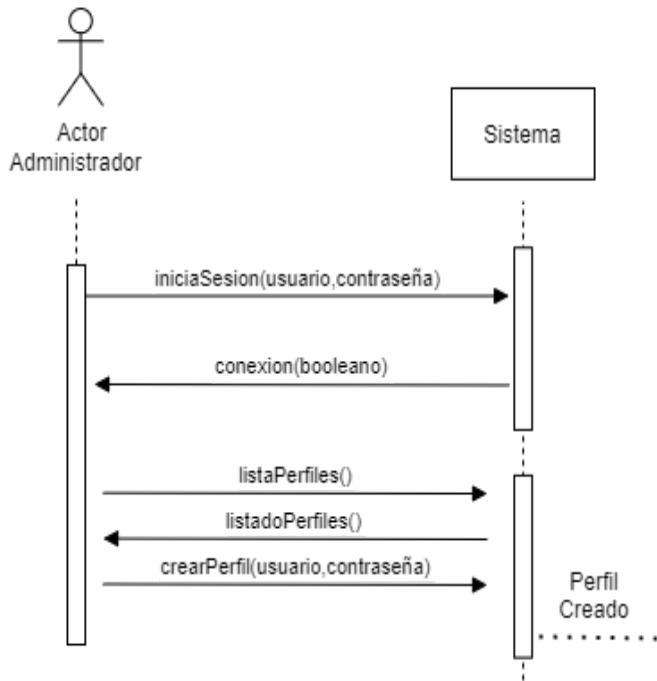 Actor
Administrador
Sistema
iniciaSesion(usuario,contraseña)
conexion(booleano)
listaPerfiles()
listadoPerfiles()
crearPerfil(usuario,contraseña)
Perfil
Creado